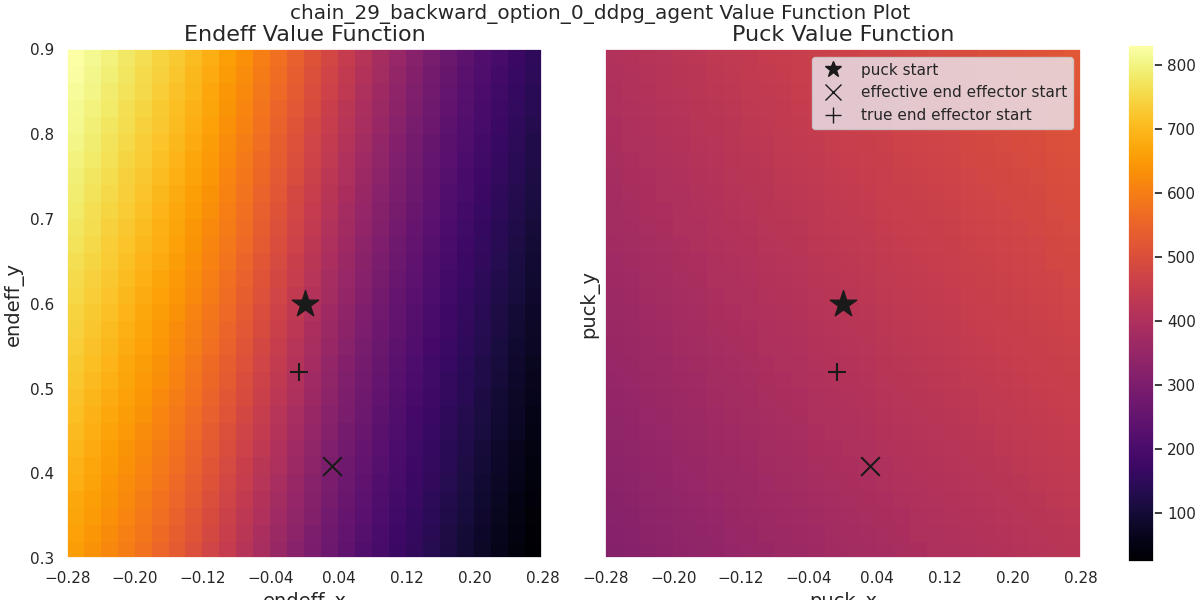 chain_29_backward_option_0_ddpg_agent Value Function Plot
Endeff Value Function
Puck Value Function
puck start
effective end effector start
true end effector start
endeff_y
0.9
0.8
0.7
0.6
0.5
0.4
0.3
−0.28 −0.20 −0.12 −0.04 0.04 0.12 0.20 0.28
endeff_x
puck_y
−0.28 −0.20 −0.12 −0.04 0.04 0.12 0.20 0.28
puck_x
800
700
600
500
400
300
200
100